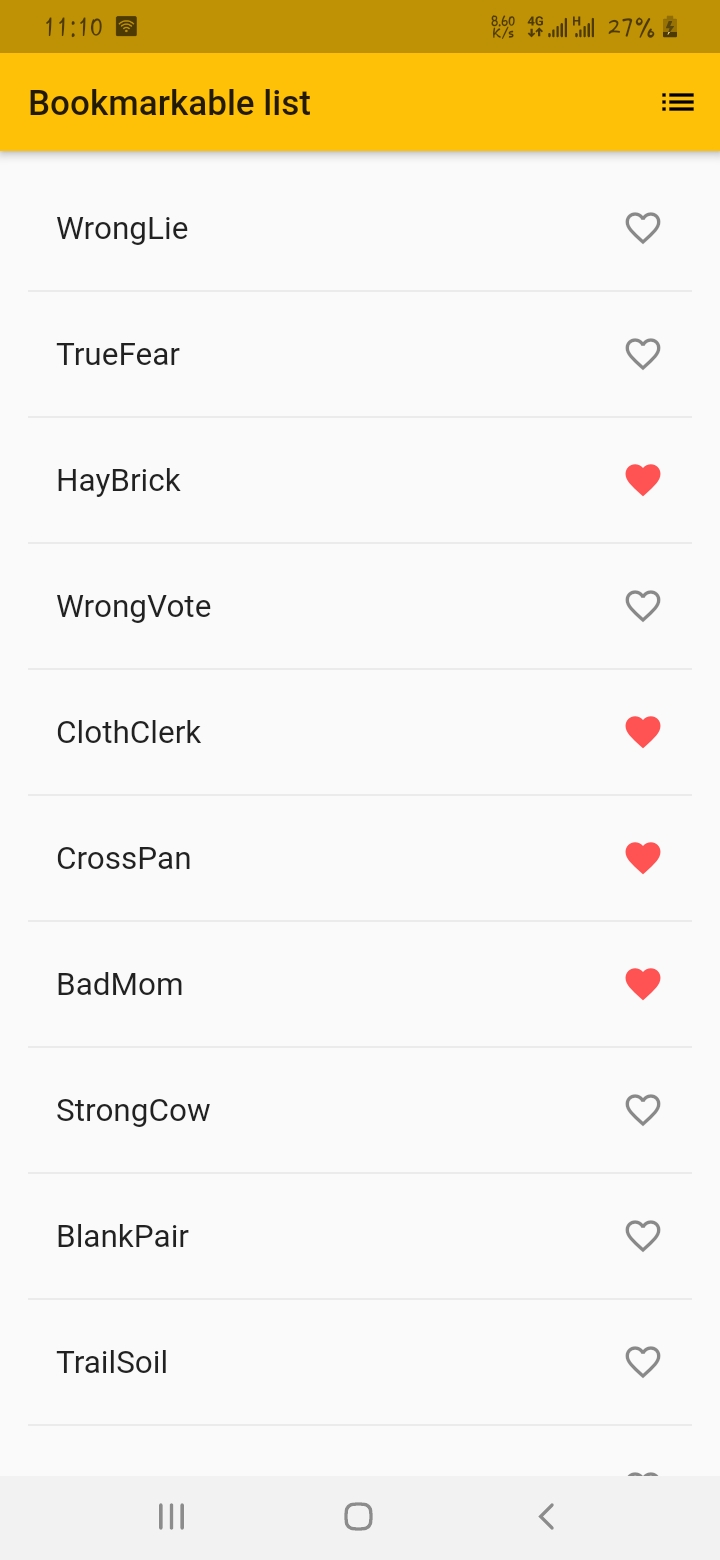 11:10 8.60 4G H 27%
K/s
Bookmarkable list
WrongLie
TrueFear
HayBrick
WrongVote
ClothClerk
CrossPan
BadMom
StrongCow
BlankPair
TrailSoil